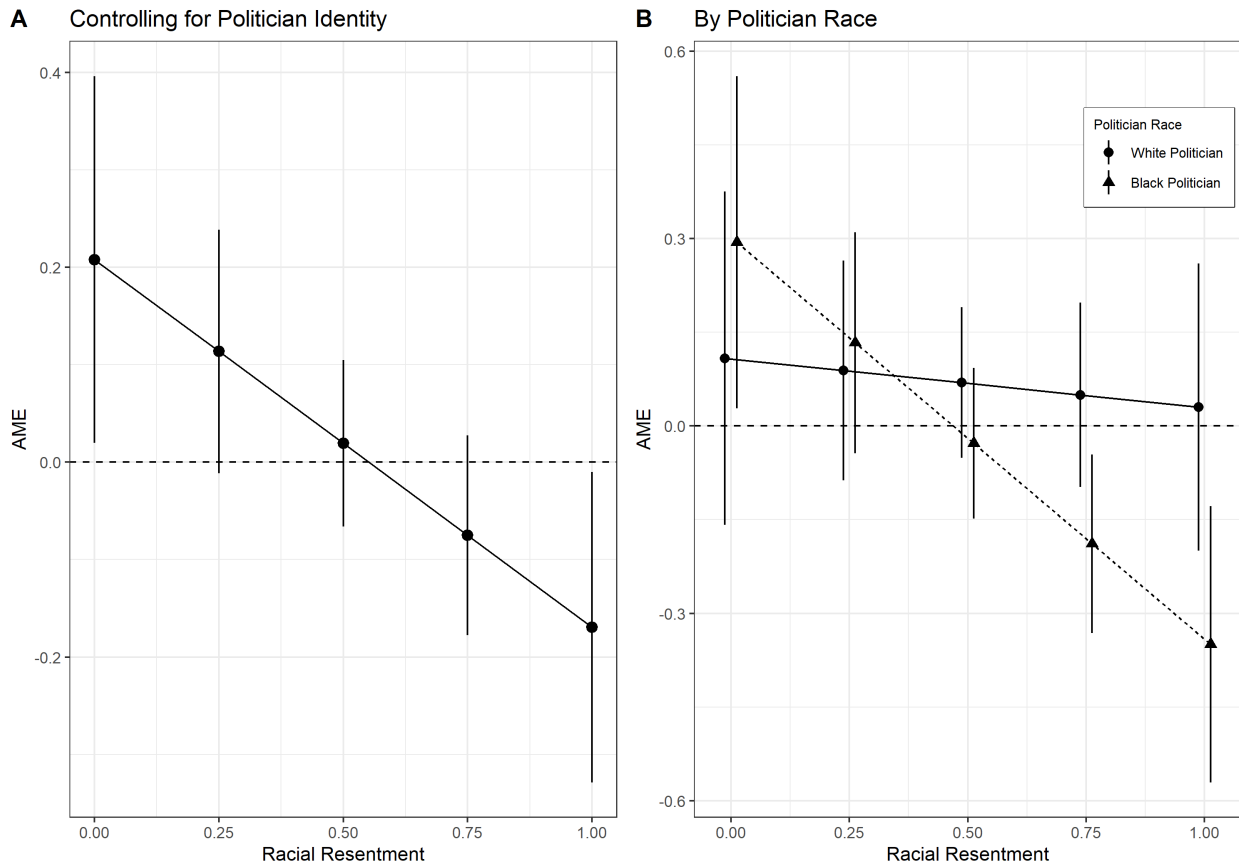 A Controlling for Politician Identity
AME
0.4
0.2
0.0
-0.2
0.00 0.25 0.50 0.75 1.00
Racial Resentment
B By Politician Race
AME
0.6
0.3
0.0
-0.3
-0.6
Politician Race
White Politician
Black Politician
0.00 0.25 0.50 0.75 1.00
Racial Resentment